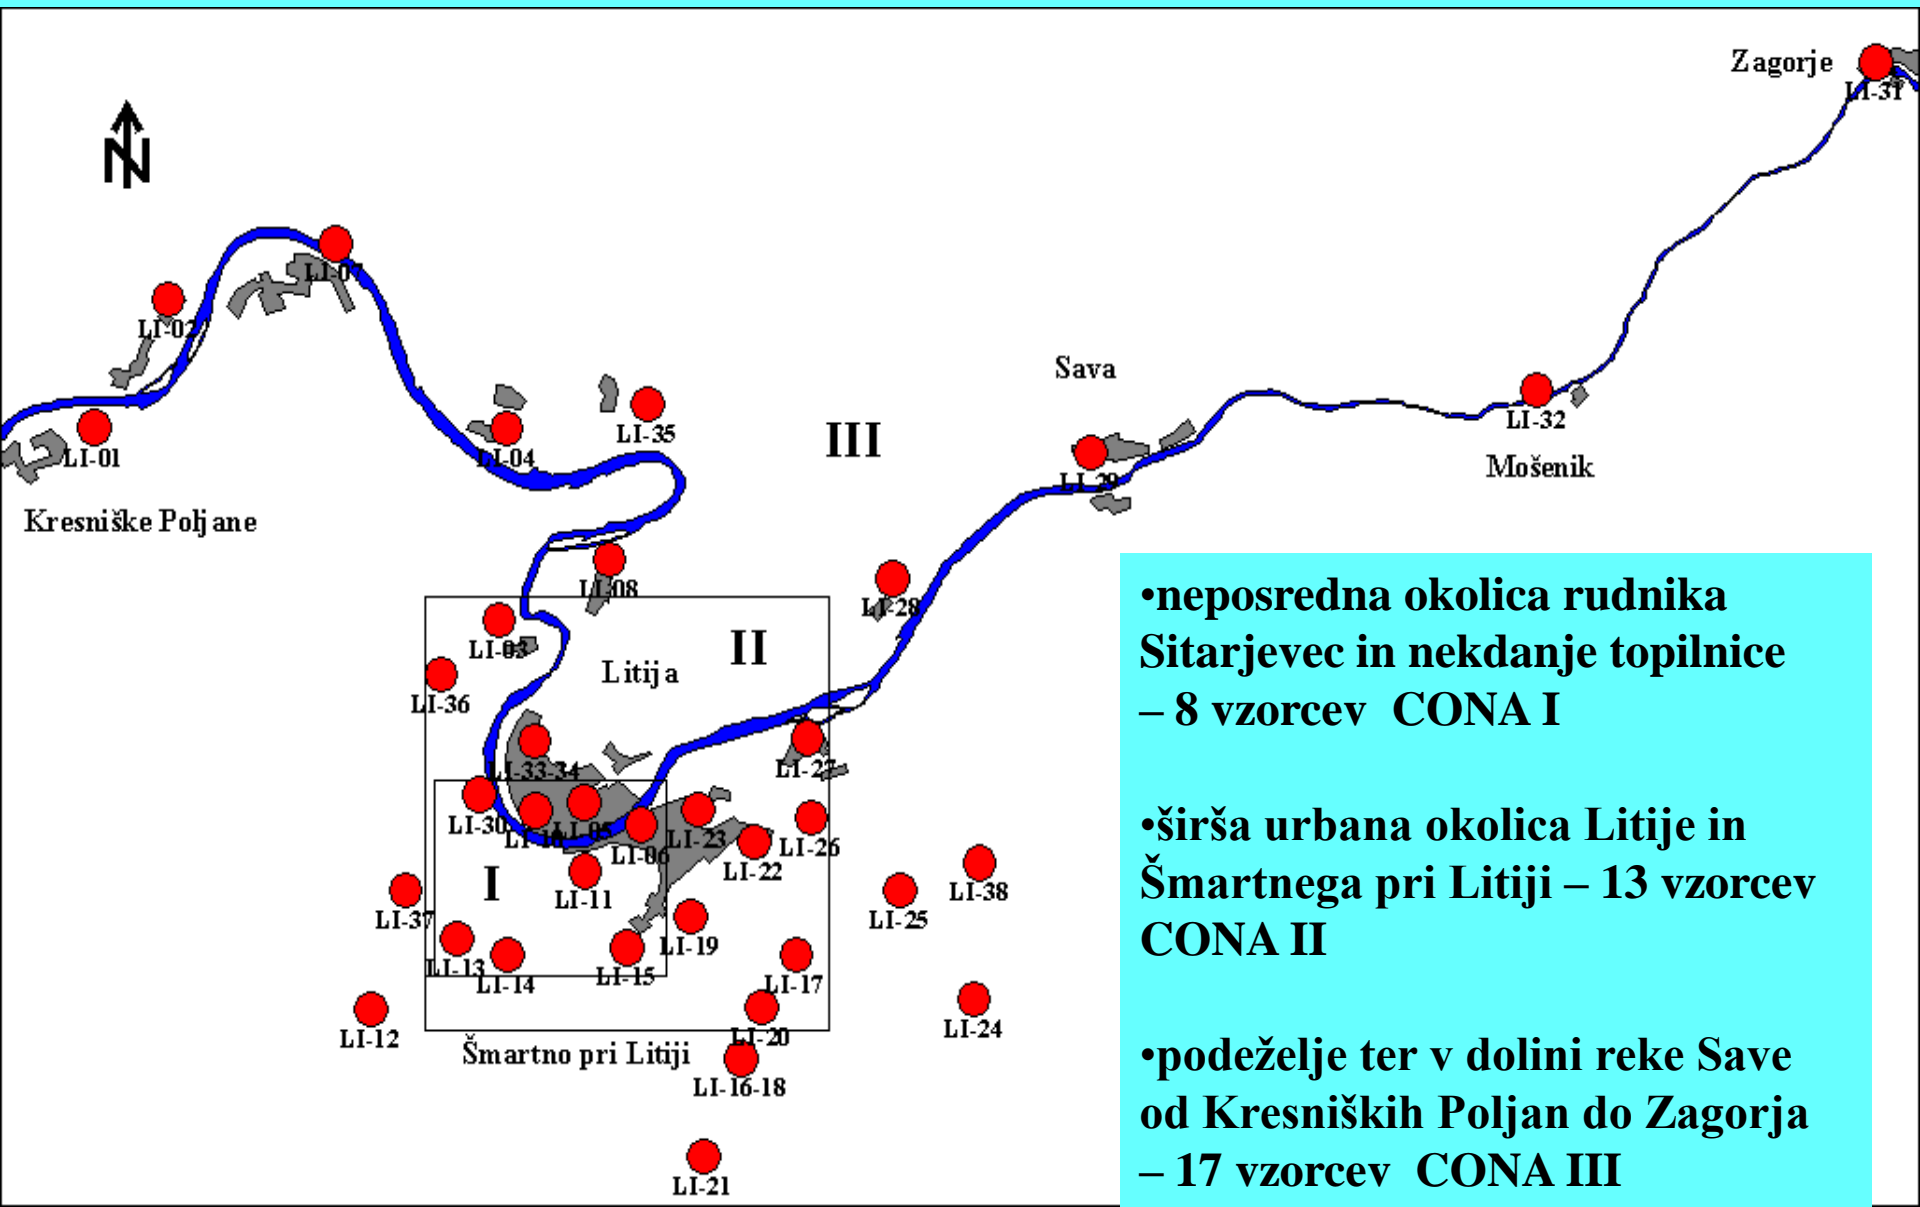 Zagorje
LI-31
N
LI-07
LI-02
Sava
LI-35
LI-04
III
LI-32
LI-01
LI-29
Mošenik
Kresniške Poljane
LI-08
LI-28
LI-03
II
Litija
LI-36
LI-33-34
LI-27
LI-30
LI-10
LI-05
LI-06
LI-23
LI-26
LI-22
I
LI-11
LI-38
LI-37
LI-25
LI-19
LI-13
LI-14
LI-15
LI-17
LI-12
LI-20
LI-24
Šmartno pri Litiji
LI-16-18
LI-21
•neposredna okolica rudnika
Sitarjevec in nekdanje topilnice
– 8 vzorcev CONA I
•širša urbana okolica Litije in
Šmartnega pri Litiji – 13 vzorcev
CONA II
•podeželje ter v dolini reke Save
od Kresniških Poljan do Zagorja
– 17 vzorcev CONA III